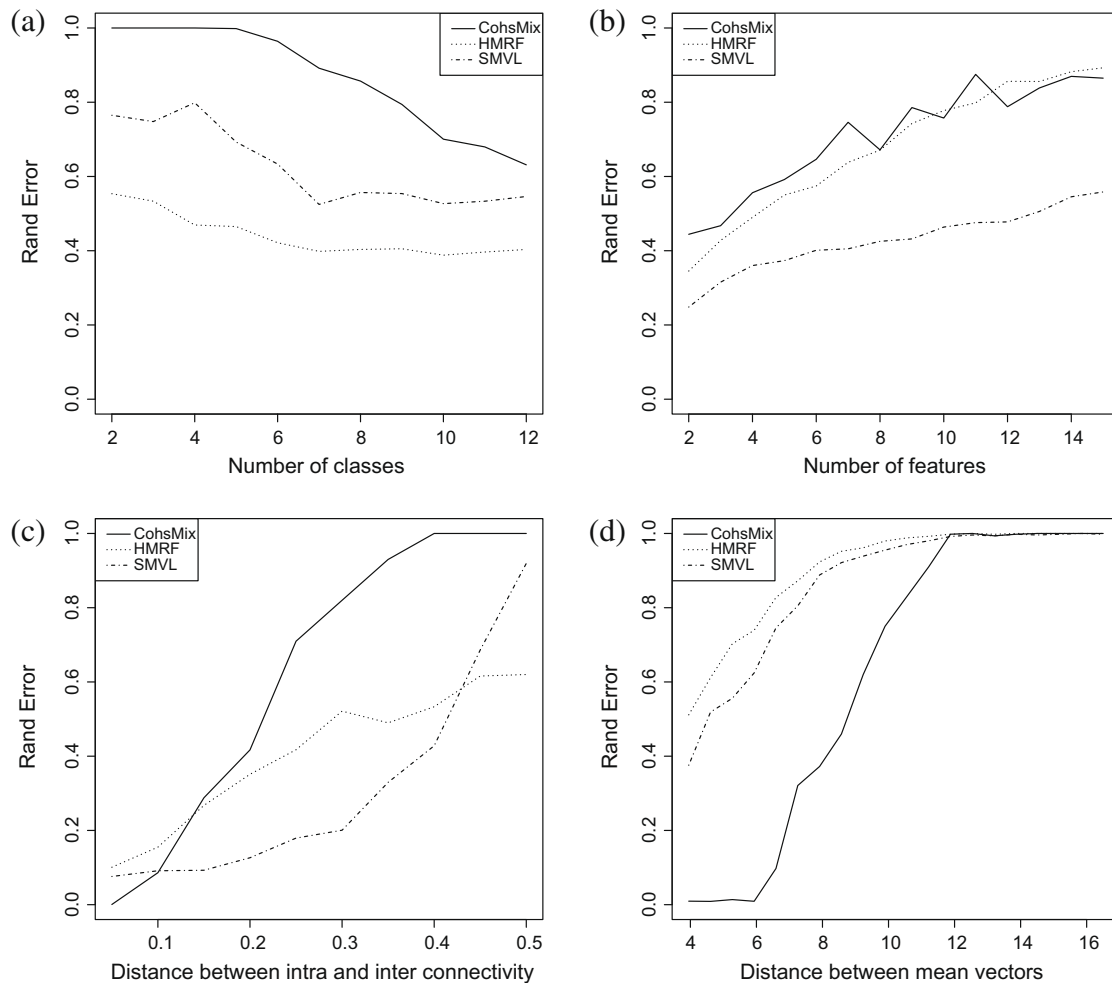 (a)
Rand Error
0.0 0.2 0.4 0.6 0.8 1.0
CohsMix
HMRF
SMVL
2 4 6 8 10 12
Number of classes
(b)
Rand Error
0.0 0.2 0.4 0.6 0.8 1.0
CohsMix
HMRF
SMVL
2 4 6 8 10 12 14
Number of features
(c)
Rand Error
0.0 0.2 0.4 0.6 0.8 1.0
CohsMix
HMRF
SMVL
0.1 0.2 0.3 0.4 0.5
Distance between intra and inter connectivity
(d)
Rand Error
0.0 0.2 0.4 0.6 0.8 1.0
CohsMix
HMRF
SMVL
4 6 8 10 12 14 16
Distance between mean vectors